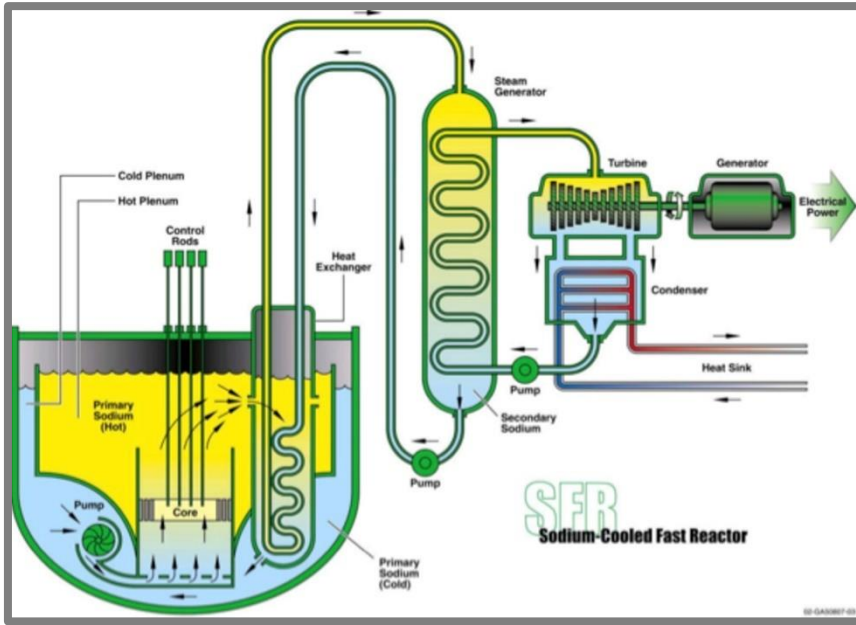 Steam
Generator
Cold Plenum
Hot Plenum
Control
Rods
Heat
Exchanger
Turbine
Generator
Electrical
Power
Condenser
Heat Sink
Pump
Secondary
Sodium
Pump
Primary
Sodium
(Hot)
Pump
Core
Primary
Sodium
(Cold)
SFR
Sodium-Cooled Fast Reactor